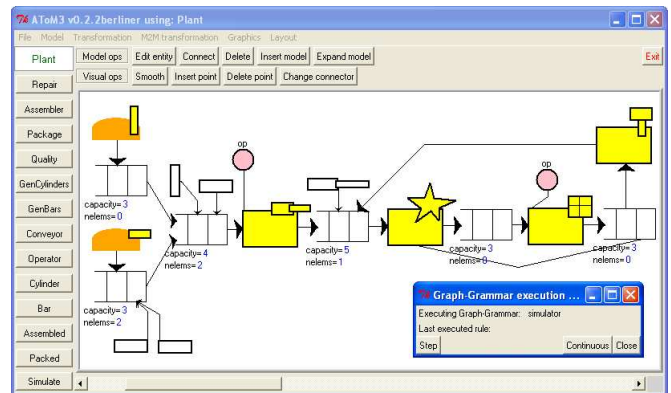 AToM3 v0.2.2berliner using: Plant
File Model Transformation M2M transformation Graphics Layout
Plant
Model ops Edit entity Connect Delete Insert model Expand model Exit
Visual ops Smooth Insert point Delete point Change connector
Repair
Assembler
Package
Quality
GenCylinders
GenBars
Conveyor
Operator
Cylinder
Bar
Assembled
Packed
Simulate
op
op
capacity= 3
nelems= 0
capacity= 4
nelems= 2
capacity= 5
nelems= 1
capacity= 3
nelems= 0
capacity= 3
nelems= 0
capacity= 3
nelems= 2
Graph-Grammar execution ...
Executing Graph-Grammar: simulator
Last executed rule:
Step Continuous Close